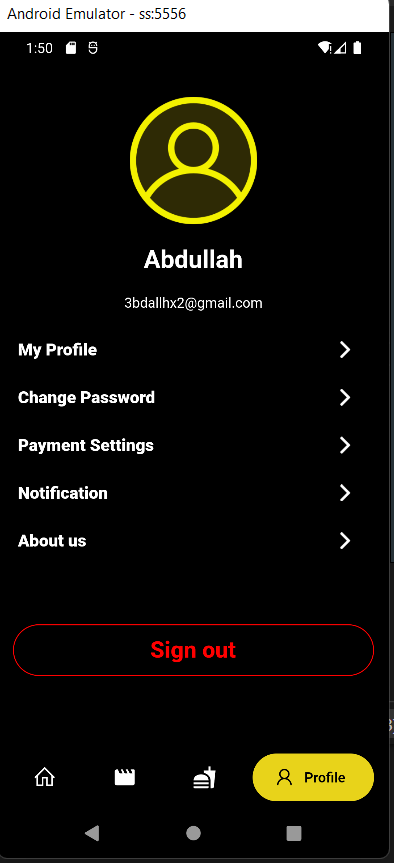 Android Emulator - ss:5556
1:50
Abdullah
3bdallhx2@gmail.com
My Profile
Change Password
Payment Settings
Notification
About us
Sign out
Profile